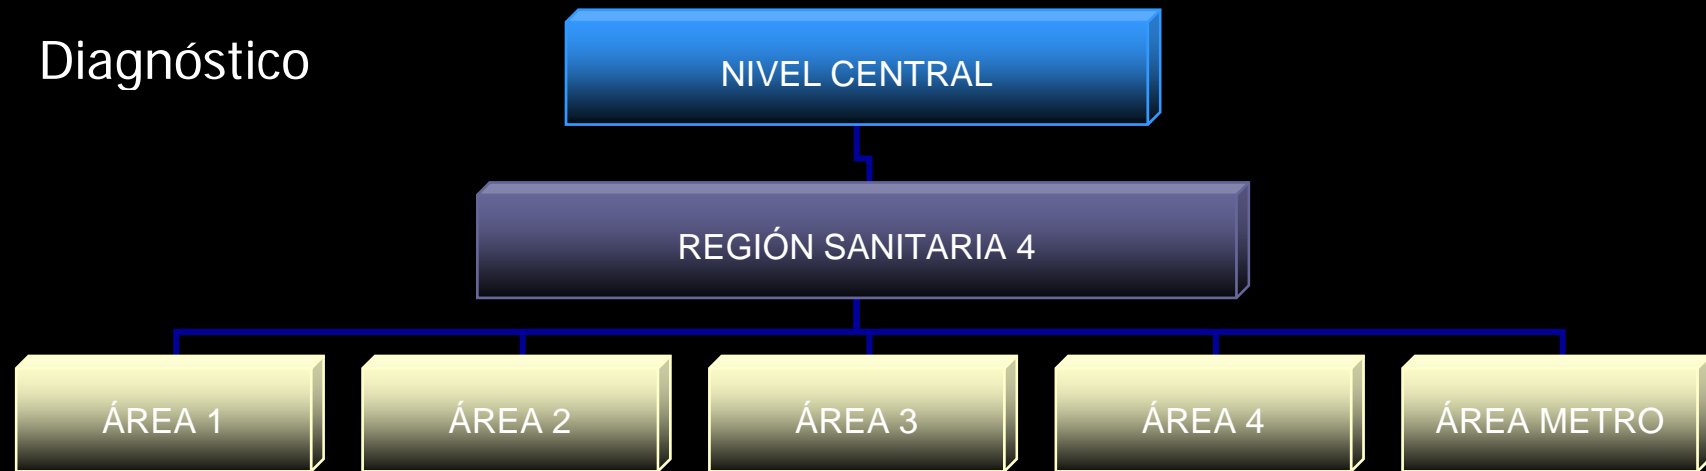 Diagnóstico
NIVEL CENTRAL
REGIÓN SANITARIA 4
ÁREA 1
ÁREA 2
ÁREA 3
ÁREA 4
ÁREA METRO